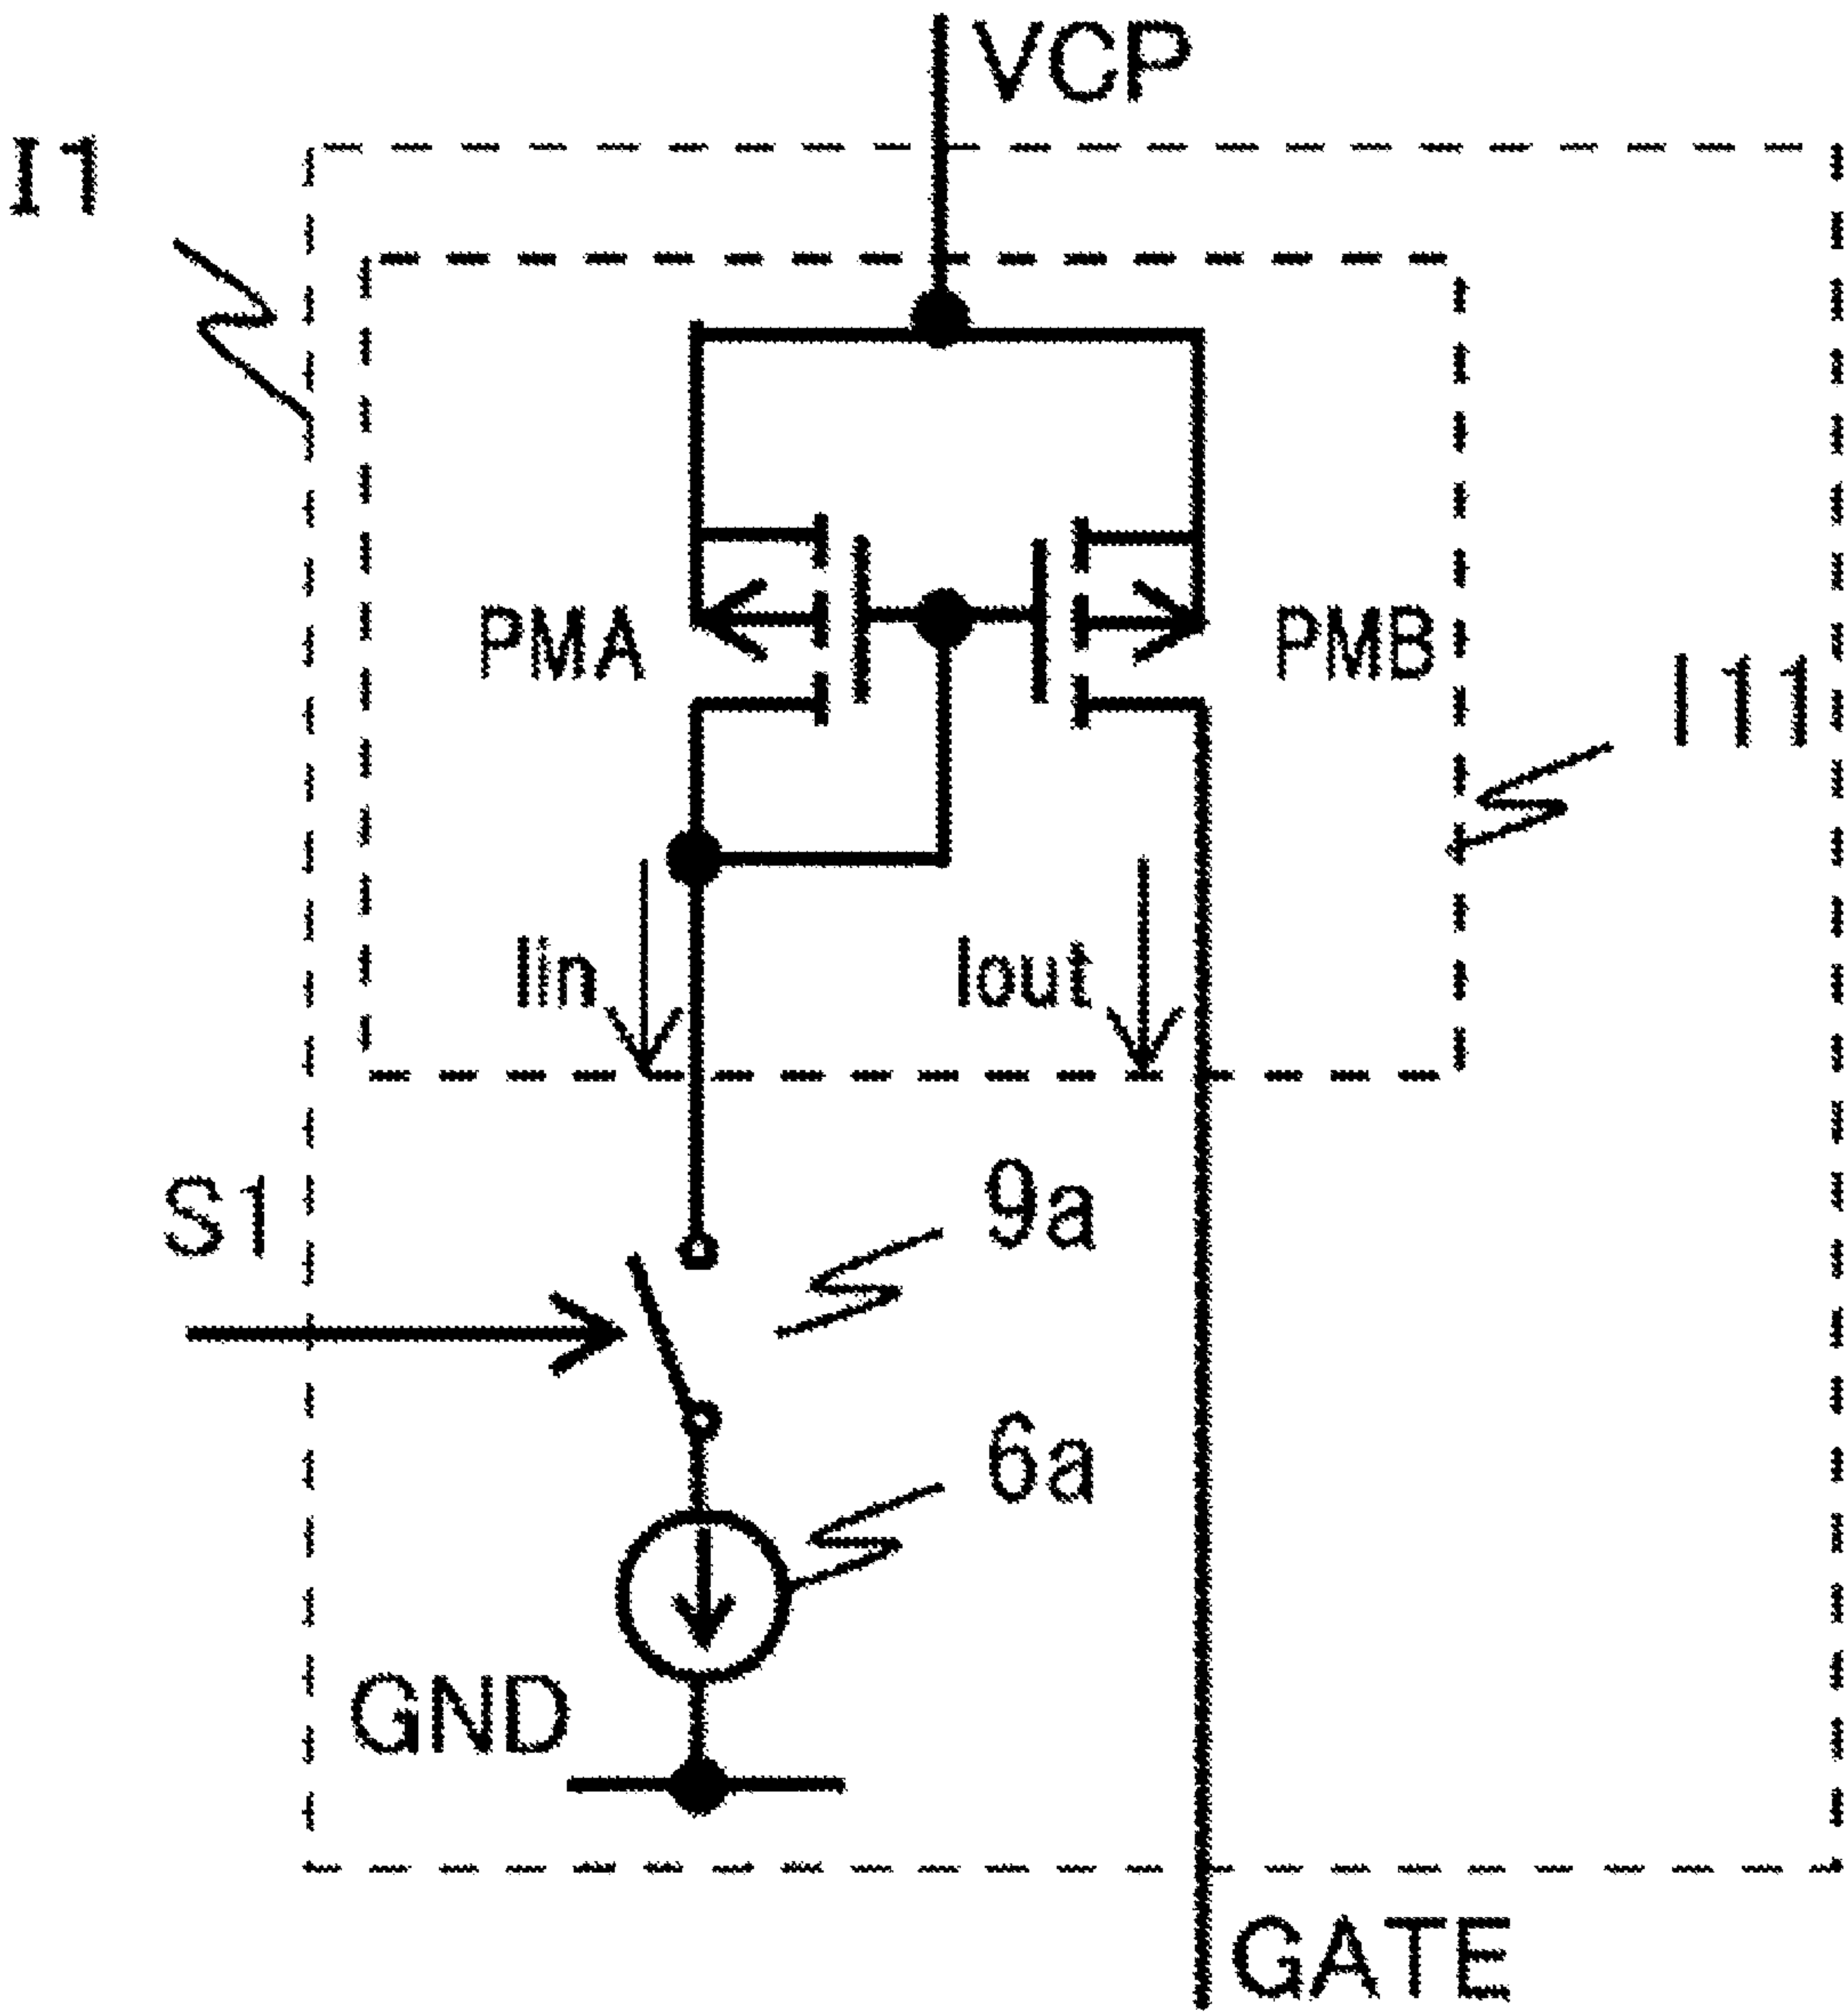 VCP
I1
PMA
PMB
I11
Iin
Iout
S1
9a
6a
GND
GATE